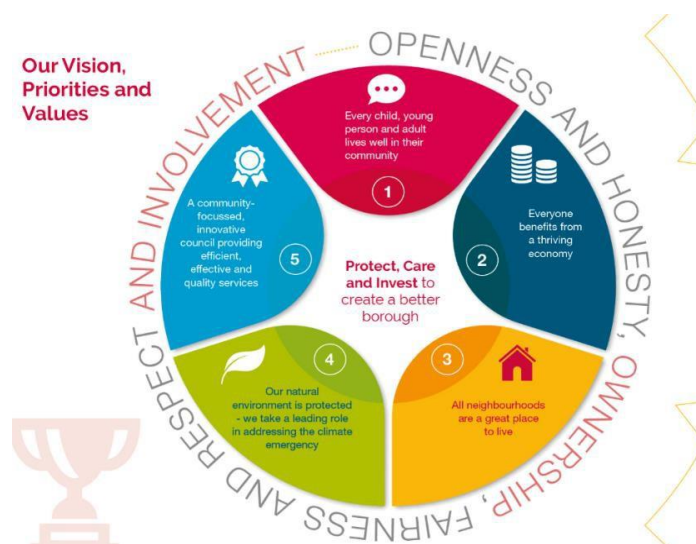 Our Vision,
Priorities and
Values
OPENNESS AND HONESTY, OWNERSHIP, FAIRNESS AND RESPECT AND INVOLVEMENT
Every child, young
person and adult
lives well in their
community
1
Everyone
benefits from
a thriving
economy
2
All neighbourhoods
are a great place
to live
3
Our natural
environment is protected
- we take a leading role
in addressing the climate
emergency
4
A community-
focussed,
innovative
council providing
efficient,
effective and
quality services
5
Protect, Care
and Invest to
create a better
borough